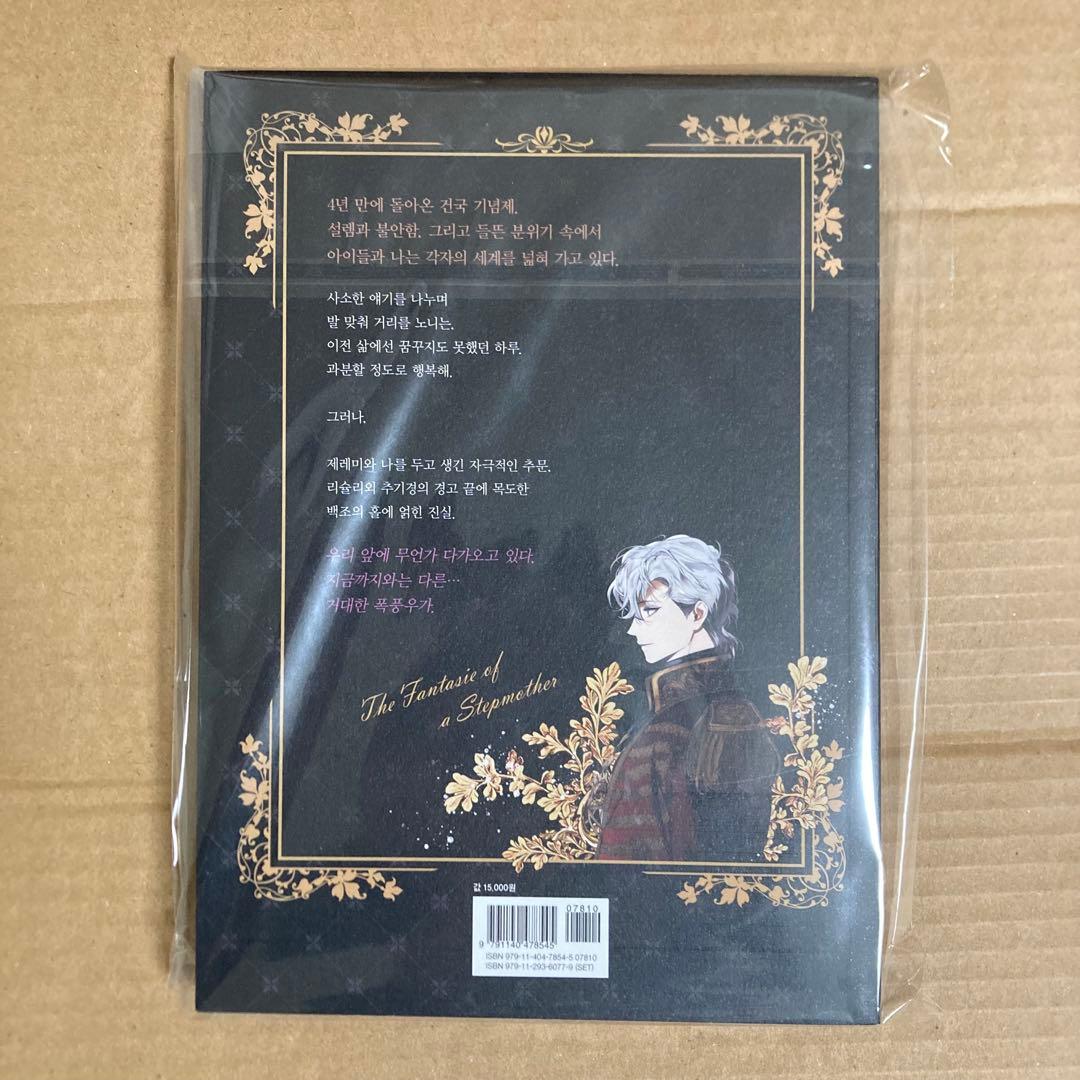 4년 만에 돌아온 건국 기념제.
설렘과 불안함. 그리고 들뜬 분위기 속에서
아이들과 나는 각자의 세계를 넓혀 가고 있다.
사소한 얘기를 나누며
발 맞춰 거리를 노니는.
이전 삶에선 꿈꾸지도 못했던 하루.
과분할 정도로 행복해.
그러나,
제레미와 나를 두고 생긴 자극적인 추문.
리슐리외 추기경의 경고 끝에 목도한
백조의 홀에 얽힌 진실.
우리 앞에 무언가 다가오고 있다.
지금까지와는 다른…
거대한 폭풍우가.
The Fantasie of
a Stepmother
값 15,000원
07810
9 791140 478545
ISBN 979-11-404-7854-5 07810
ISBN 979-11-293-6077-9 (SET)